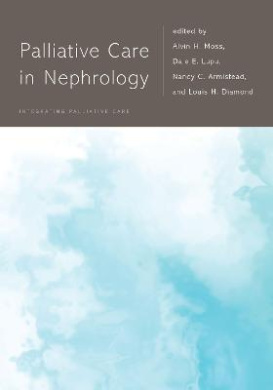 Palliative Care
in Nephrology
INTEGRATING PALLIATIVE CARE
edited by
Alvin H. Moss,
Dale E. Lupu,
Nancy C. Armistead,
and Louis H. Diamond